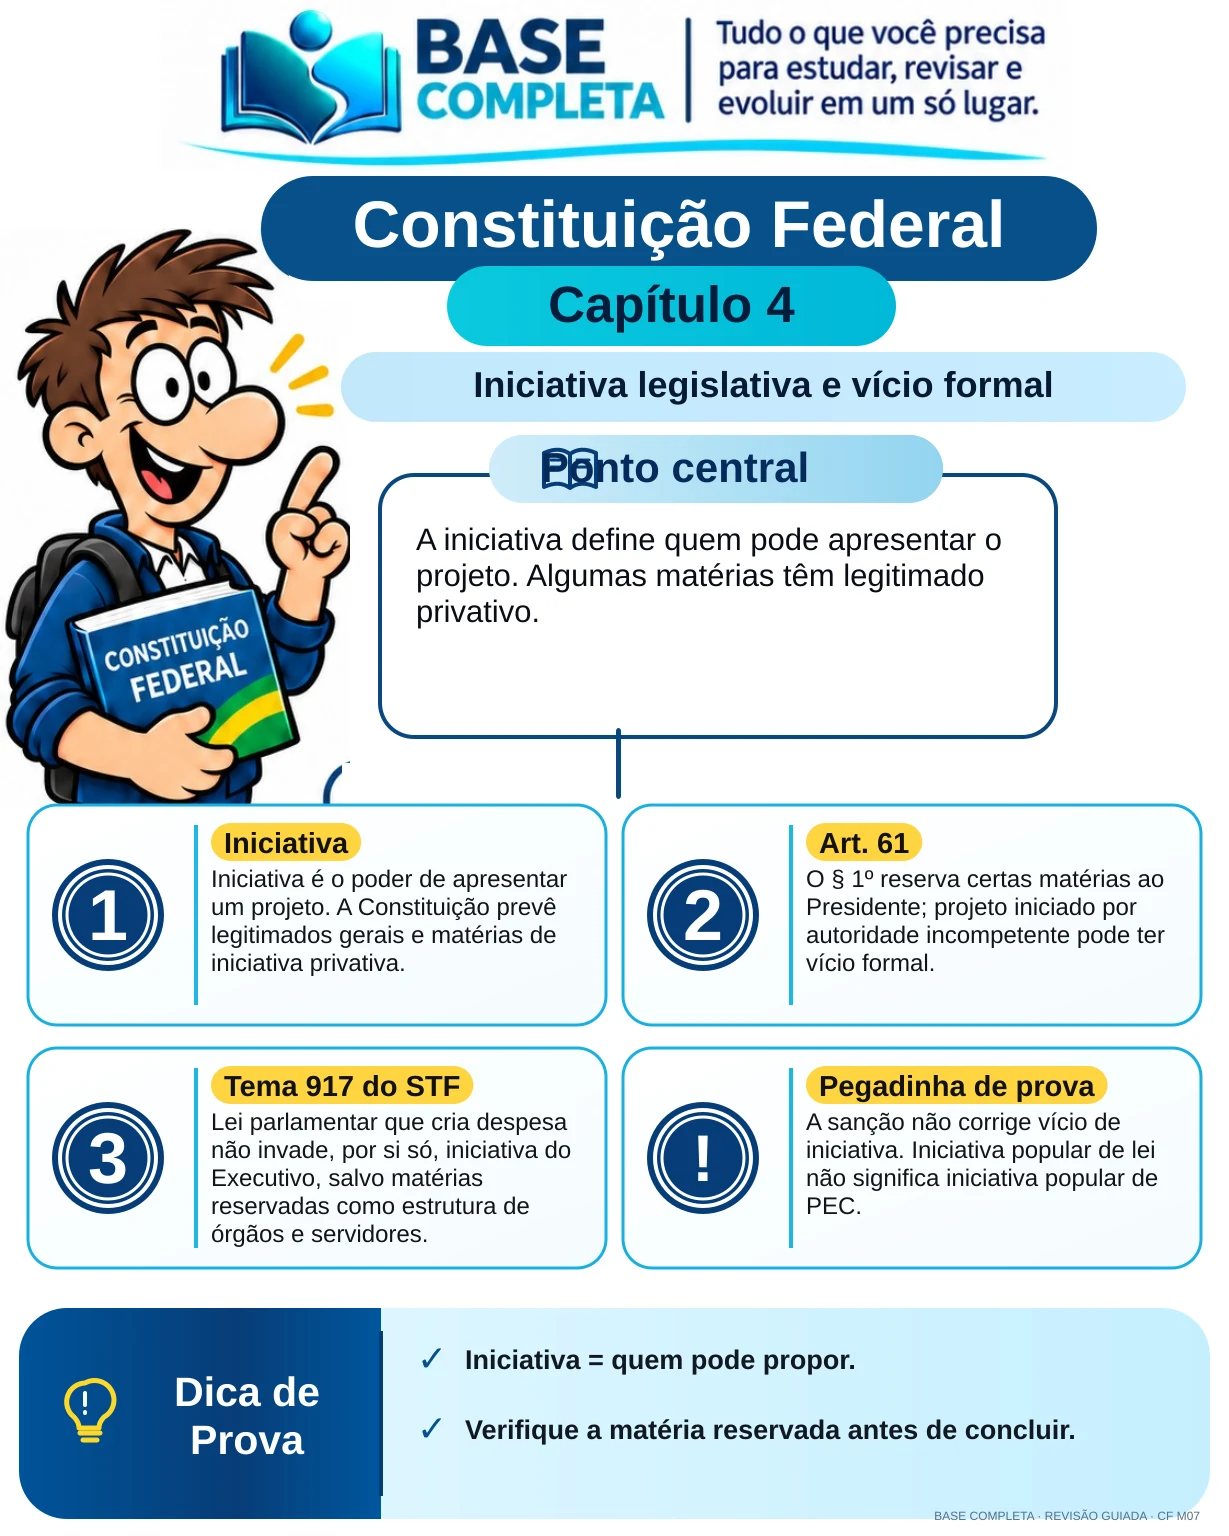 BASE
COMPLETA
Tudo o que você precisa
para estudar, revisar e
evoluir em um só lugar.
Constituição Federal
Capítulo 4
Iniciativa legislativa e vício formal
Ponto central
A iniciativa define quem pode apresentar o
projeto. Algumas matérias têm legitimado
privativo.
CONSTITUIÇÃO
FEDERAL
1
Iniciativa
Iniciativa é o poder de apresentar
um projeto. A Constituição prevê
legitimados gerais e matérias de
iniciativa privativa.
2
Art. 61
O § 1º reserva certas matérias ao
Presidente; projeto iniciado por
autoridade incompetente pode ter
vício formal.
3
Tema 917 do STF
Lei parlamentar que cria despesa
não invade, por si só, iniciativa do
Executivo, salvo matérias
reservadas como estrutura de
órgãos e servidores.
!
Pegadinha de prova
A sanção não corrige vício de
iniciativa. Iniciativa popular de lei
não significa iniciativa popular de
PEC.
Dica de
Prova
✓ Iniciativa = quem pode propor.
✓ Verifique a matéria reservada antes de concluir.
BASE COMPLETA · REVISÃO GUIADA · CF M07